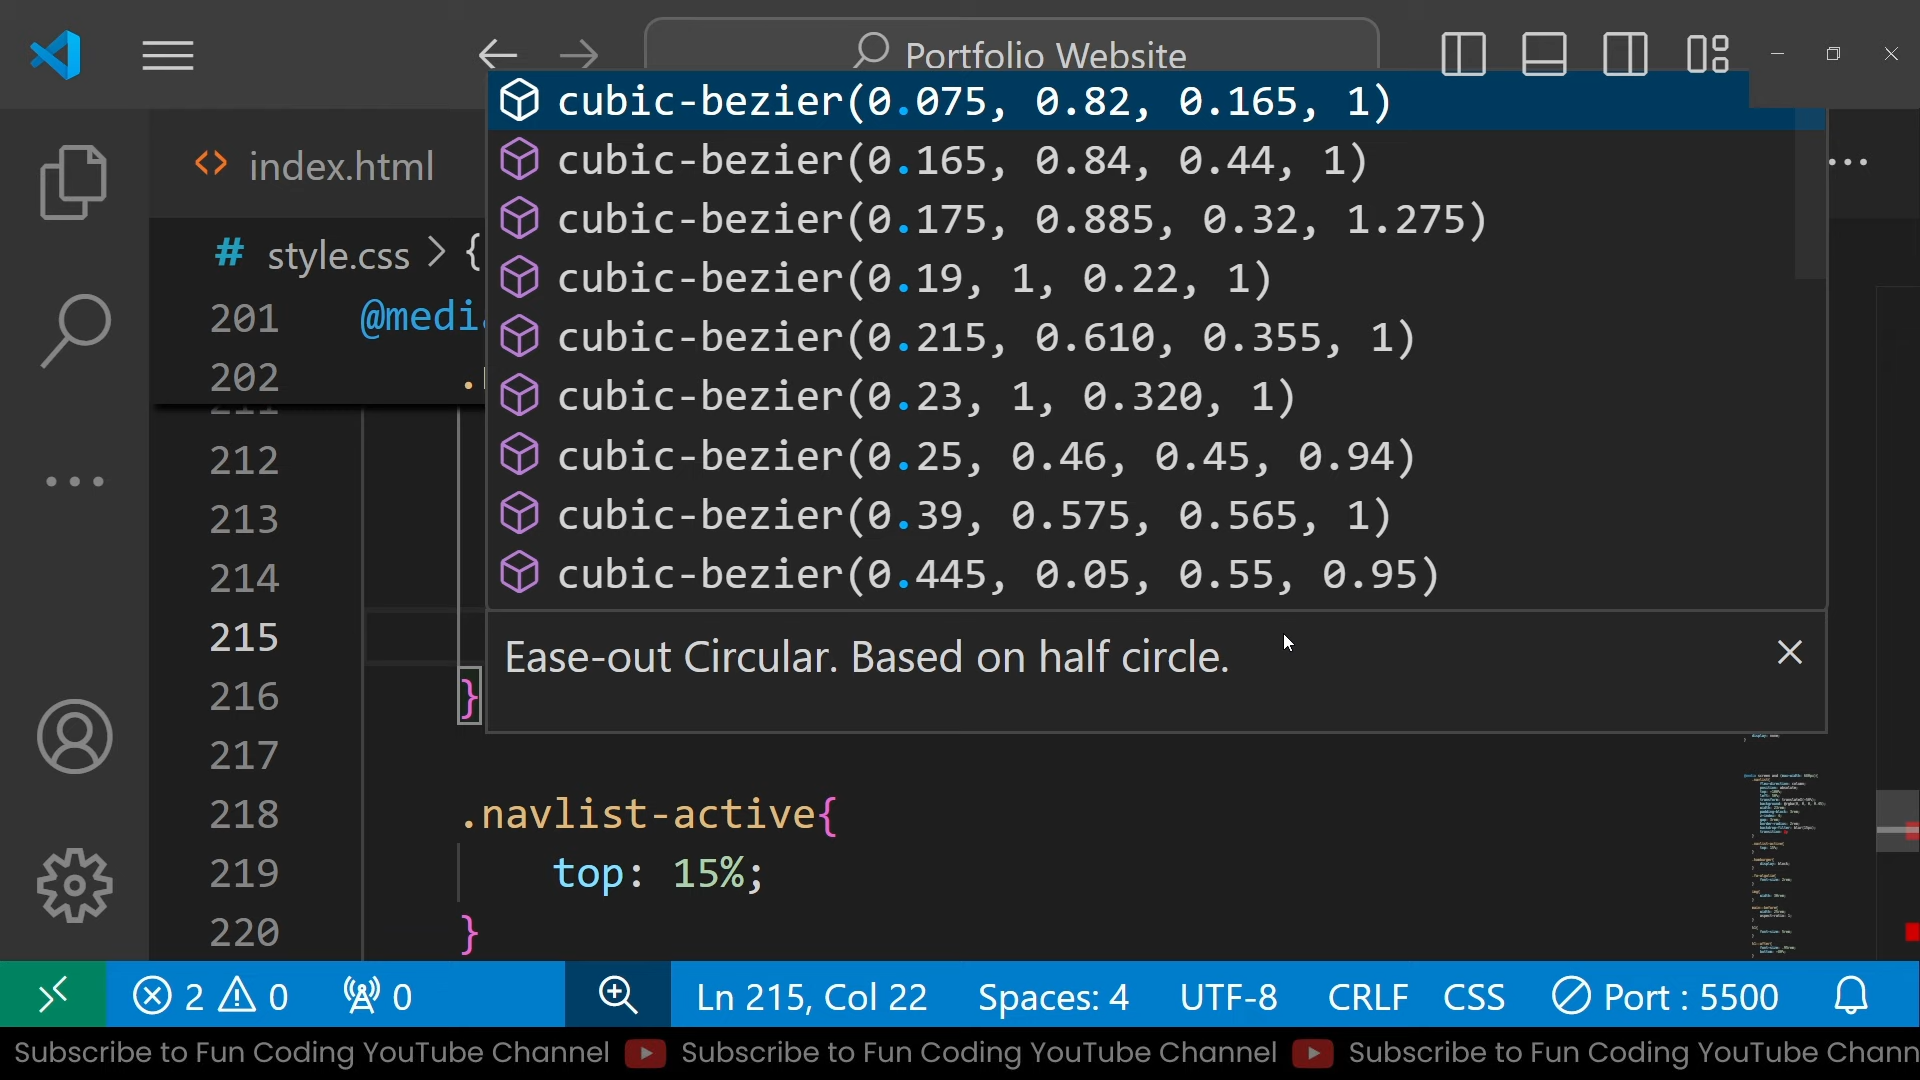 Portfolio Website
cubic-bezier(0.075, 0.82, 0.165, 1)
cubic-bezier(0.165, 0.84, 0.44, 1)
cubic-bezier(0.175, 0.885, 0.32, 1.275)
cubic-bezier(0.19, 1, 0.22, 1)
cubic-bezier(0.215, 0.610, 0.355, 1)
cubic-bezier(0.23, 1, 0.320, 1)
cubic-bezier(0.25, 0.46, 0.45, 0.94)
cubic-bezier(0.39, 0.575, 0.565, 1)
cubic-bezier(0.445, 0.05, 0.55, 0.95)
Ease-out Circular. Based on half circle.
index.html
# style.css > {
201 @medi
202 .
212
213
214
215
216 }
217
218 .navlist-active{
219 top: 15%;
220 }
2 0 0 Ln 215, Col 22 Spaces: 4 UTF-8 CRLF CSS Port : 5500
Subscribe to Fun Coding YouTube Channel Subscribe to Fun Coding YouTube Channel Subscribe to Fun Coding YouTube Chann